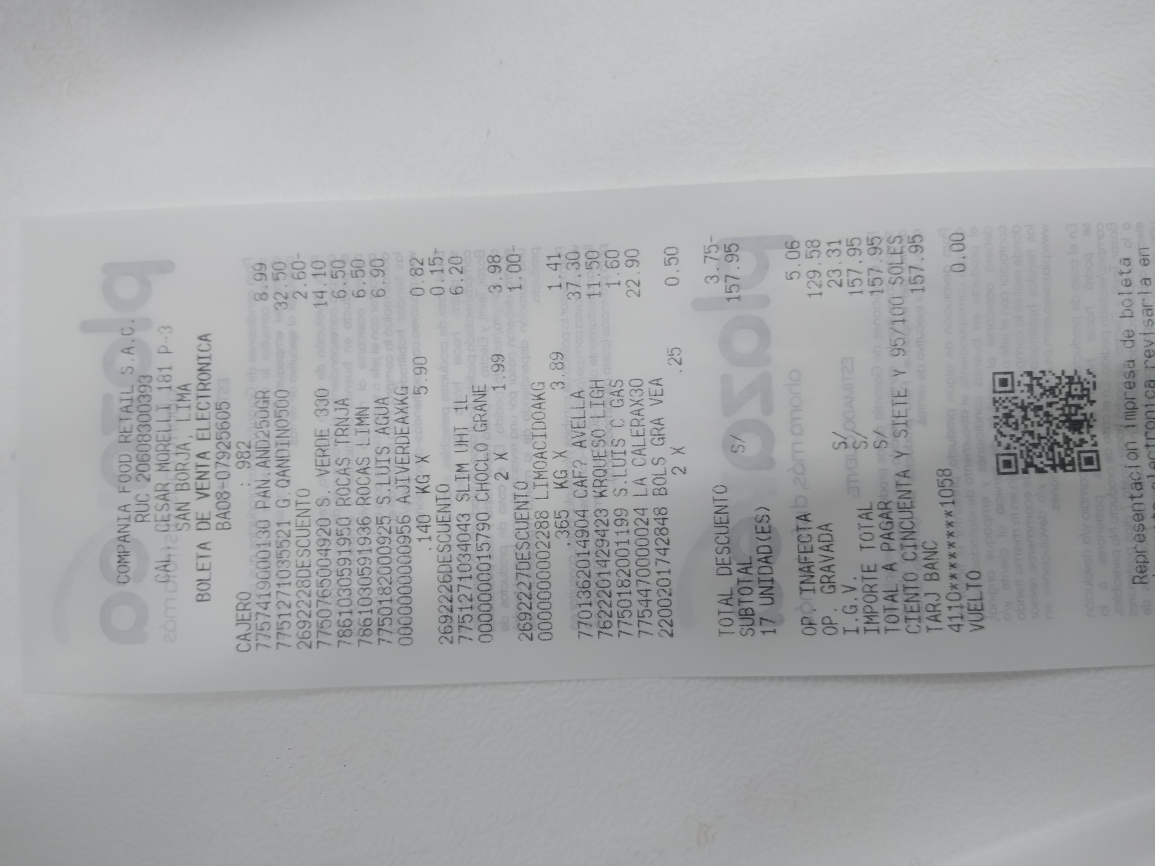 COMPANIA FOOD RETAIL S.A.C.
RUC 20608300393
CAL. CESAR MORELLI 181 P-3
SAN BORJA, LIMA
BOLETA DE VENTA ELECTRONICA
BA08-07925605
CAJERO : 982
7757419000130 PAN.AND250GR 8.99
7751271035521 G.QANDTIN0500 32.50
2692228DESCUENTO 2.60-
7750765004920 S. VERDE 330 14.10
7861030591950 ROCAS TRNJA 6.50
7861030591936 ROCAS LIMN 6.50
7750182000925 S.LUIS AGUA 6.90
0000000000956 AJIVERDEAXKG
.140 KG X 5.90 0.82
2692226DESCUENTO 0.15-
7751271034043 SLIM UHT 1L 6.20
0000000015790 CHOCLO GRANE
2 X 1.99 3.98
2692227DESCUENTO 1.00-
0000000002288 LIMOACIDOAKG
.365 KG X 3.89 1.41
7701362014904 CAF? AVELLA 37.30
7622201429423 KRQUESO LIGH 11.50
7750182001199 S.LUIS C GAS 1.60
7754470000024 LA CALERAX30 22.90
2200201742848 BOLS GRA VEA
2 X .25 0.50
TOTAL DESCUENTO 3.75-
SUBTOTAL S/ 157.95
17 UNIDAD(ES)
OP. INAFECTA 5.06
OP. GRAVADA 129.58
I.G.V. S/ 23.31
IMPORTE TOTAL S/ 157.95
TOTAL A PAGAR S/ 157.95
CIENTO CINCUENTA Y SIETE Y 95/100 SOLES
TARJ BANC 157.95
4110*********1058
VUELTO 0.00
Representacion impresa de boleta
electronica revisarla en